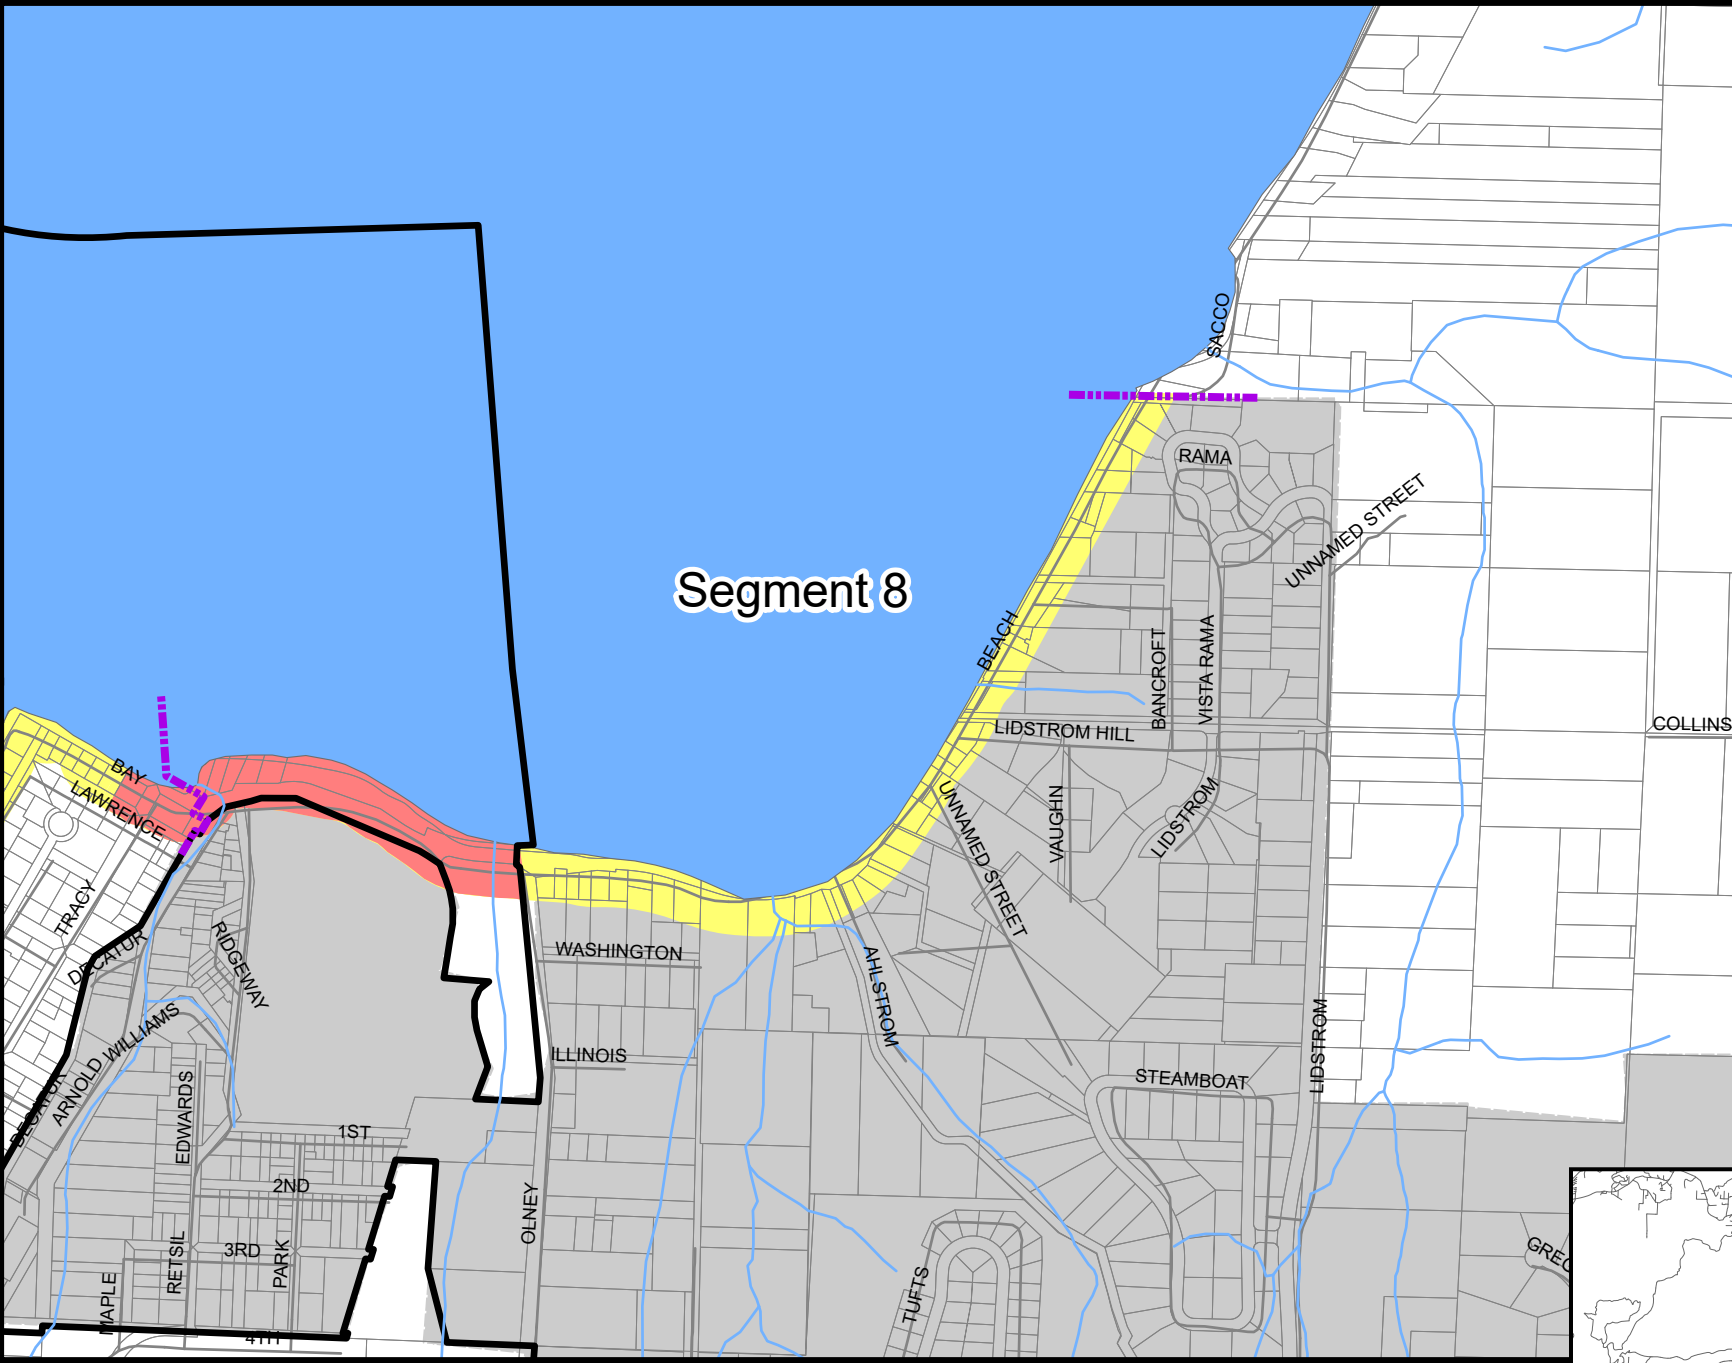 SACCO
RAMA
UNNAMED STREET
Segment 8
BEACH
BANCROFT
VISTA RAMA
COLLINS
LIDSTROM HILL
BAY
LAWRENCE
UNNAMED STREET
VAUGHN
LIDSTROM
TRACY
DECATUR
RIDGEWAY
WASHINGTON
AHLSTROM
WILLIAMS
ILLINOIS
LIDSTROM
STEAMBOAT
DECATUR
ARNOLD
EDWARDS
1ST
2ND
OLNEY
3RD
RETSIL
PARK
MAPLE
TUFTS
4TH